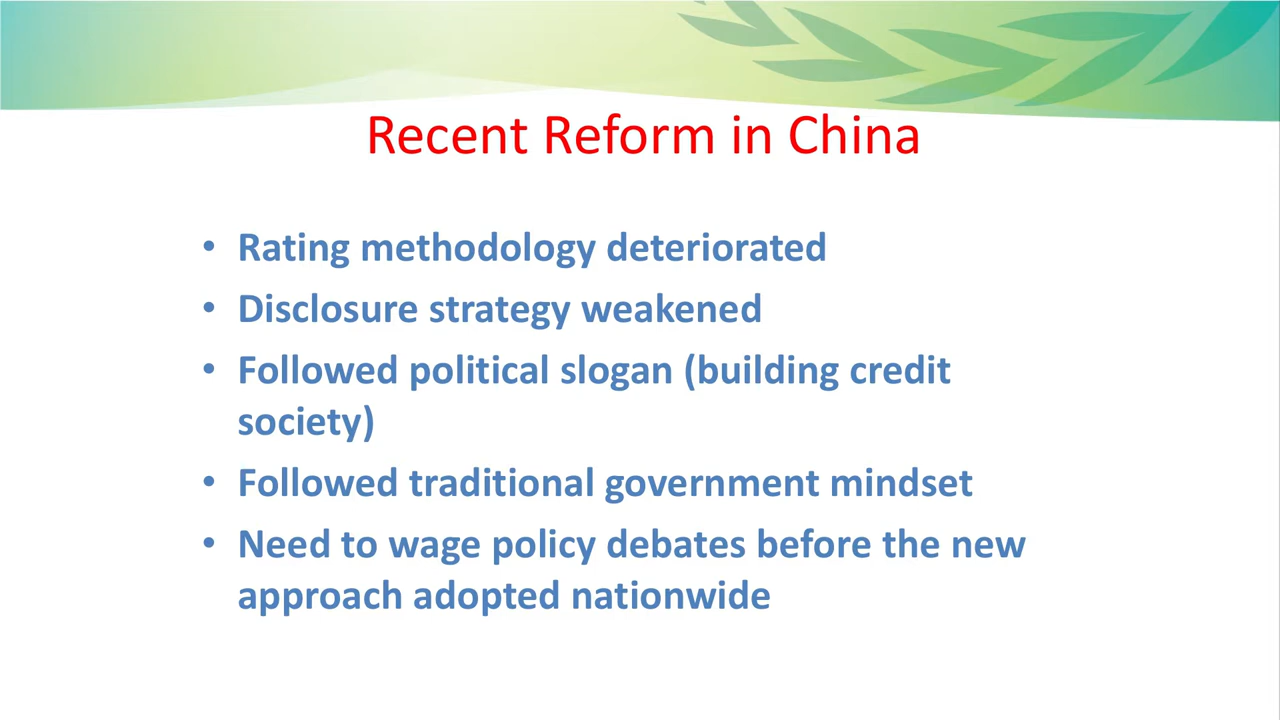 Recent Reform in China
• Rating methodology deteriorated
• Disclosure strategy weakened
• Followed political slogan (building credit
society)
• Followed traditional government mindset
• Need to wage policy debates before the new
approach adopted nationwide